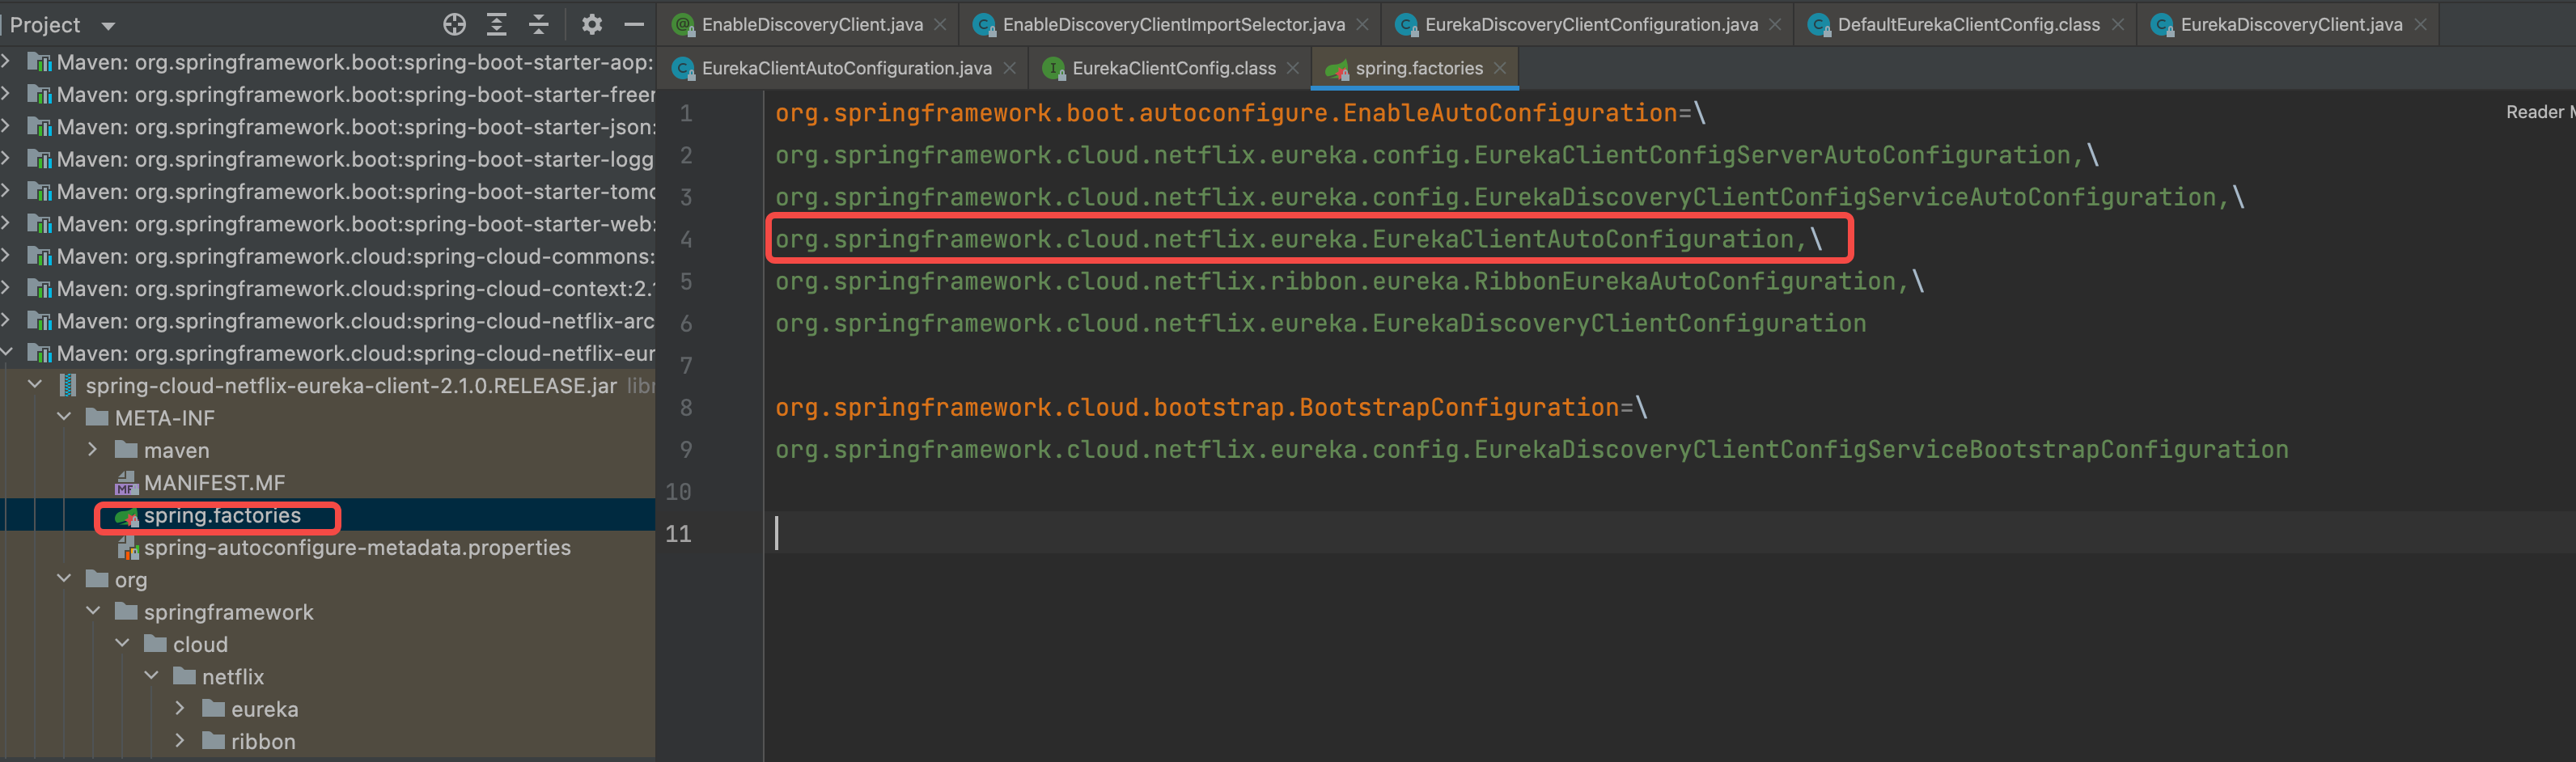 Project
Maven: org.springframework.boot:spring-boot-starter-aop:
Maven: org.springframework.boot:spring-boot-starter-freer
Maven: org.springframework.boot:spring-boot-starter-json:
Maven: org.springframework.boot:spring-boot-starter-logg
Maven: org.springframework.boot:spring-boot-starter-tomc
Maven: org.springframework.boot:spring-boot-starter-web:
Maven: org.springframework.cloud:spring-cloud-commons:
Maven: org.springframework.cloud:spring-cloud-context:2.1
Maven: org.springframework.cloud:spring-cloud-netflix-arc
Maven: org.springframework.cloud:spring-cloud-netflix-eur
spring-cloud-netflix-eureka-client-2.1.0.RELEASE.jar libr
META-INF
maven
MANIFEST.MF
spring.factories
spring-autoconfigure-metadata.properties
org
springframework
cloud
netflix
eureka
ribbon
EnableDiscoveryClient.java
EnableDiscoveryClientImportSelector.java
EurekaDiscoveryClientConfiguration.java
DefaultEurekaClientConfig.class
EurekaDiscoveryClient.java
EurekaClientAutoConfiguration.java
EurekaClientConfig.class
spring.factories
Reader M
1 org.springframework.boot.autoconfigure.EnableAutoConfiguration=\
2 org.springframework.cloud.netflix.eureka.config.EurekaClientConfigServerAutoConfiguration,\
3 org.springframework.cloud.netflix.eureka.config.EurekaDiscoveryClientConfigServiceAutoConfiguration,\
4 org.springframework.cloud.netflix.eureka.EurekaClientAutoConfiguration,\
5 org.springframework.cloud.netflix.ribbon.eureka.RibbonEurekaAutoConfiguration,\
6 org.springframework.cloud.netflix.eureka.EurekaDiscoveryClientConfiguration
7
8 org.springframework.cloud.bootstrap.BootstrapConfiguration=\
9 org.springframework.cloud.netflix.eureka.config.EurekaDiscoveryClientConfigServiceBootstrapConfiguration
10
11